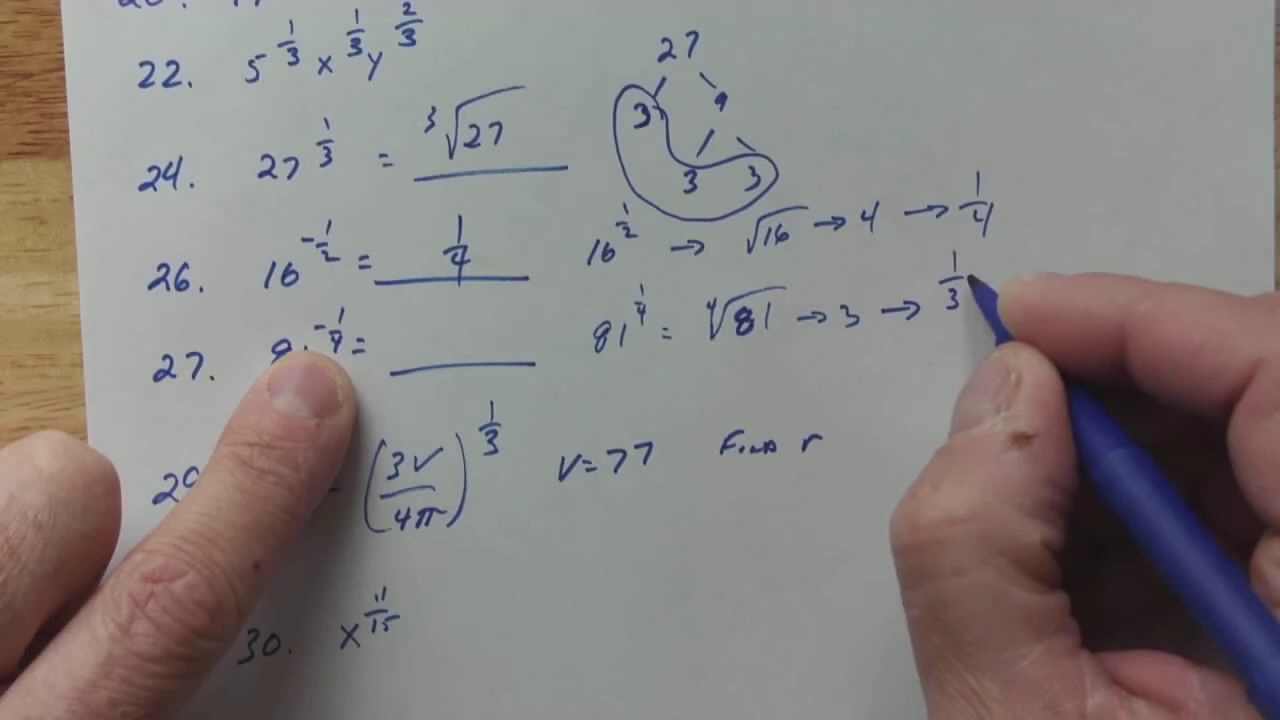 22. 5^(1/3) x^(1/3) y^(2/3)
27
3 9
3 3
24. 27^(1/3) = ∛27
26. 16^(-1/2) = 1/4 16^(1/2) → √16 → 4 → 1/4
27. ^(-1/4) = 81^(1/4) = ∜81 → 3 → 1/3
(3V/4π)^(1/3) V=77 Find r
30. x^(11/15)